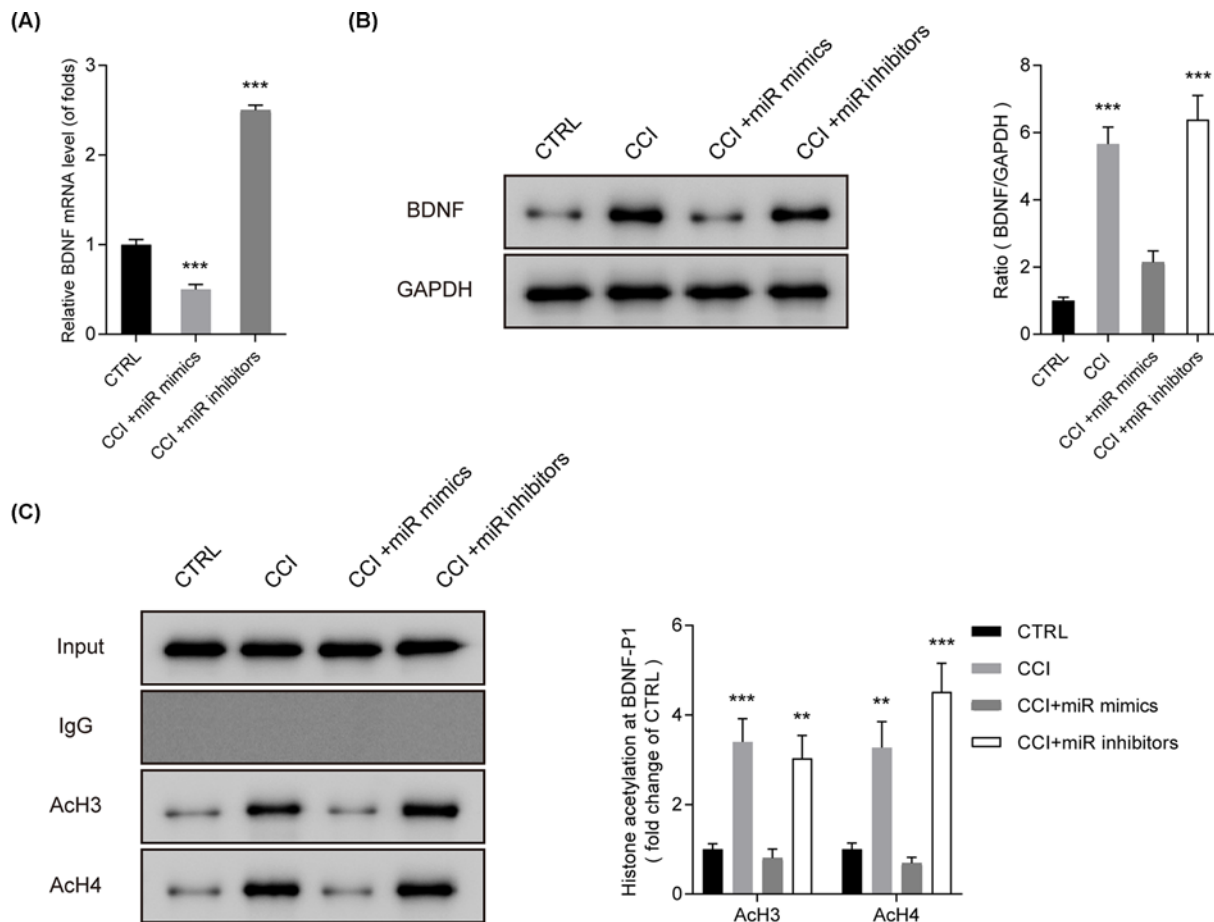 (A)
Relative BDNF mRNA level (of folds)
3
2
1
0
***
***
CTRL
CCI +miR mimics
CCI +miR inhibitors
(B)
CTRL
CCI
CCI +miR mimics
CCI +miR inhibitors
BDNF
GAPDH
Ratio ( BDNF/GAPDH )
8
6
4
2
0
***
***
CTRL
CCI
CCI +miR mimics
CCI +miR inhibitors
(C)
CTRL
CCI
CCI +miR mimics
CCI +miR inhibitors
Input
IgG
AcH3
AcH4
Histone acetylation at BDNF-P1
( fold change of CTRL )
6
4
2
0
***
**
**
***
AcH3
AcH4
CTRL
CCI
CCI+miR mimics
CCI+miR inhibitors